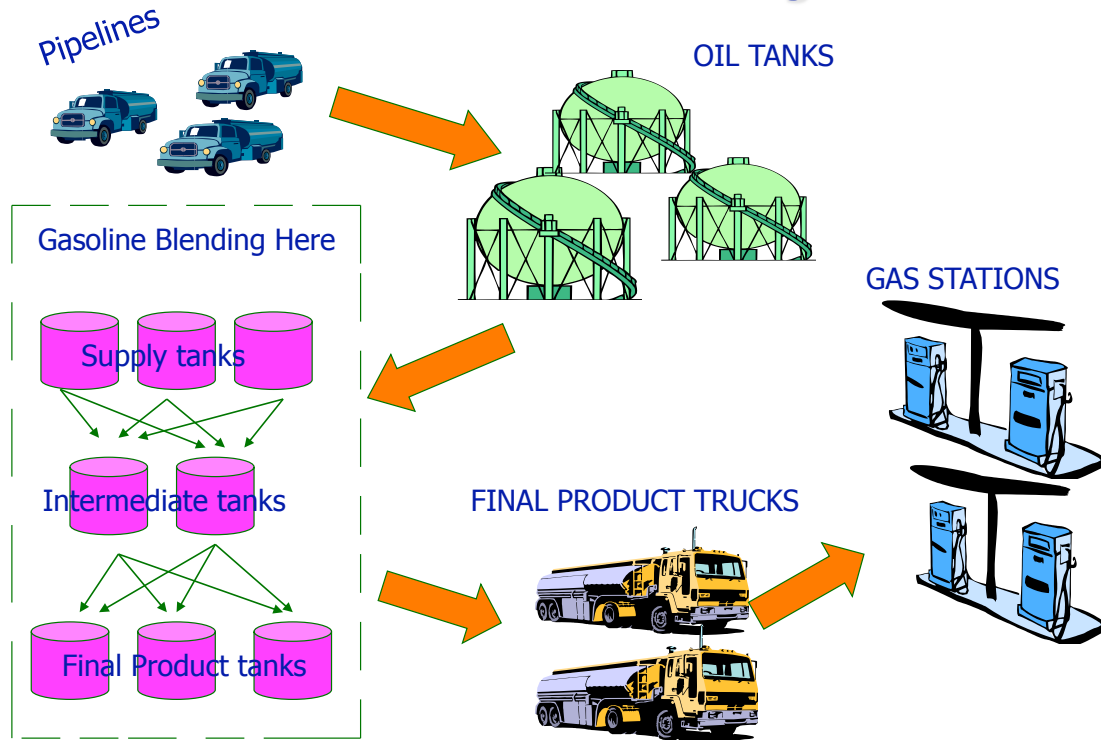 Pipelines
OIL TANKS
Gasoline Blending Here
GAS STATIONS
Supply tanks
Intermediate tanks
FINAL PRODUCT TRUCKS
Final Product tanks